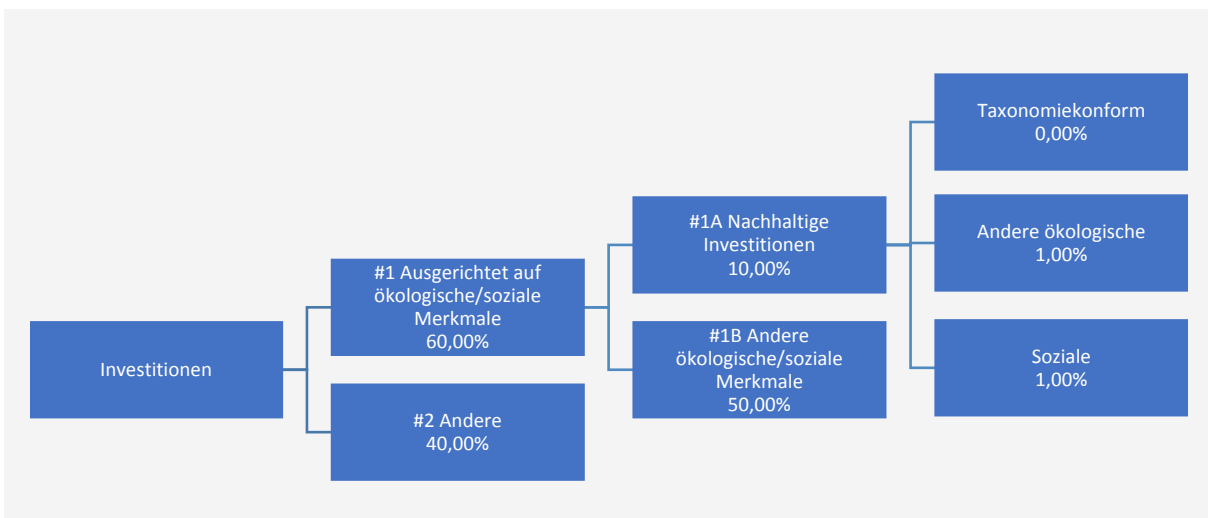 Investitionen
#1 Ausgerichtet auf
ökologische/soziale
Merkmale
60,00%
#2 Andere
40,00%
#1A Nachhaltige
Investitionen
10,00%
#1B Andere
ökologische/soziale
Merkmale
50,00%
Taxonomiekonform
0,00%
Andere ökologische
1,00%
Soziale
1,00%